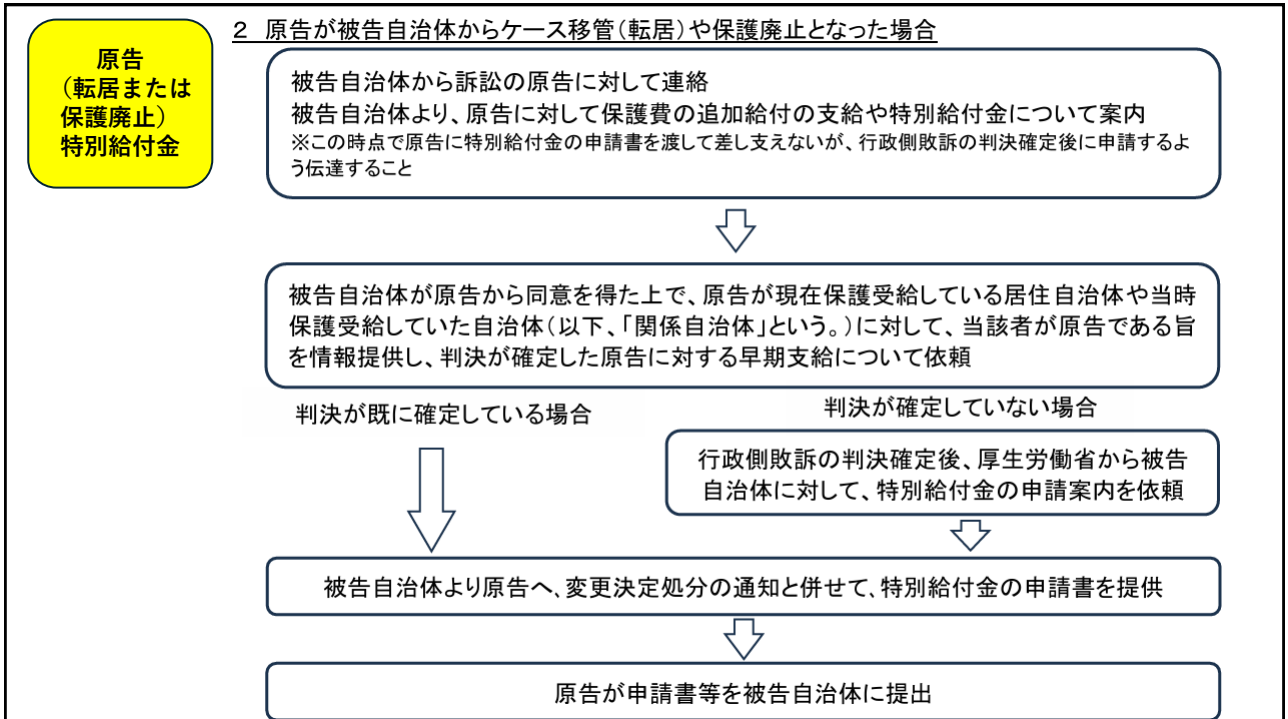 原告
(転居または
保護廃止)
特別給付金
2 原告が被告自治体からケース移管(転居)や保護廃止となった場合
被告自治体から訴訟の原告に対して連絡
被告自治体より、原告に対して保護費の追加給付の支給や特別給付金について案内
※この時点で原告に特別給付金の申請書を渡して差し支えないが、行政側敗訴の判決確定後に申請するよ
う伝達すること
被告自治体が原告から同意を得た上で、原告が現在保護受給している居住自治体や当時
保護受給していた自治体(以下、「関係自治体」という。)に対して、当該者が原告である旨
を情報提供し、判決が確定した原告に対する早期支給について依頼
判決が既に確定している場合
判決が確定していない場合
行政側敗訴の判決確定後、厚生労働省から被告
自治体に対して、特別給付金の申請案内を依頼
被告自治体より原告へ、変更決定処分の通知と併せて、特別給付金の申請書を提供
原告が申請書等を被告自治体に提出